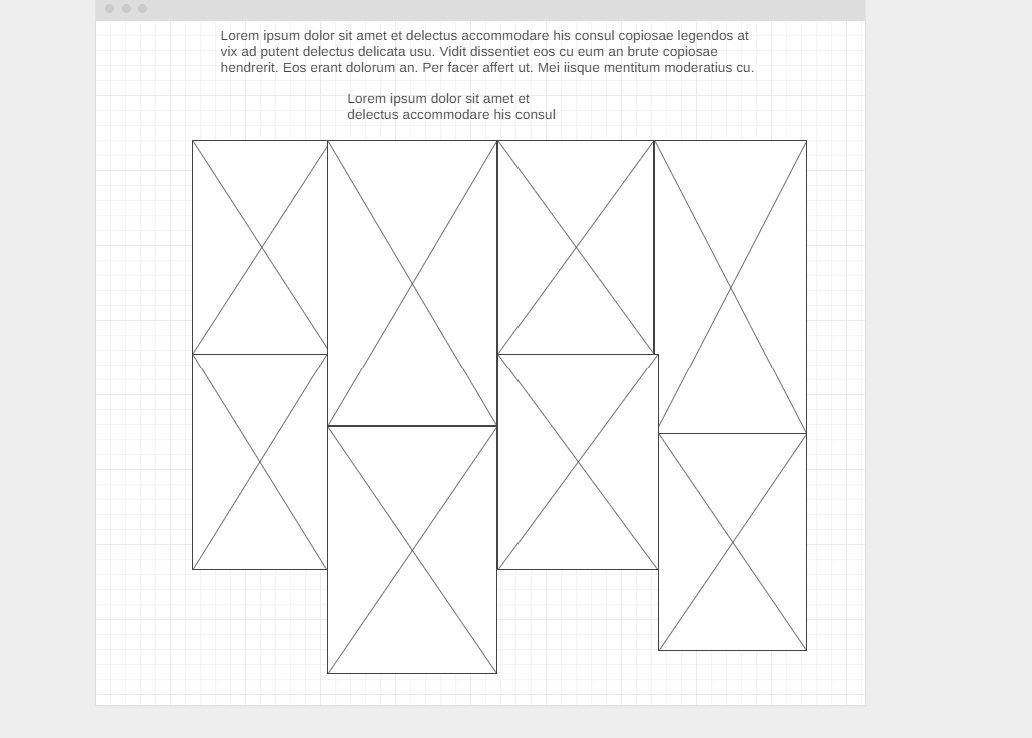 Lorem ipsum dolor sit amet et delectus accommodare his consul copiosae legendos at
vix ad putent delectus delicata usu. Vidit dissentiet eos cu eum an brute copiosae
hendrerit. Eos erant dolorum an. Per facer affert ut. Mei iisque mentitum moderatius cu.
Lorem ipsum dolor sit amet et
delectus accommodare his consul